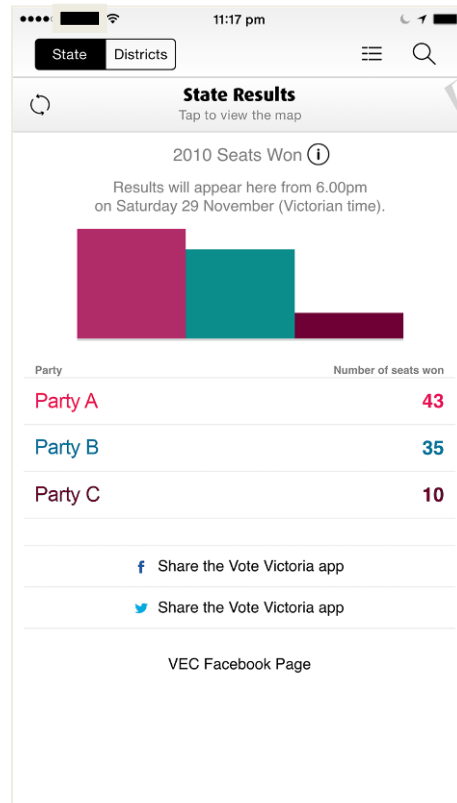 11:17 pm
State Districts
State Results
Tap to view the map
2010 Seats Won
Results will appear here from 6.00pm
on Saturday 29 November (Victorian time).
Party Number of seats won
Party A 43
Party B 35
Party C 10
Share the Vote Victoria app
Share the Vote Victoria app
VEC Facebook Page